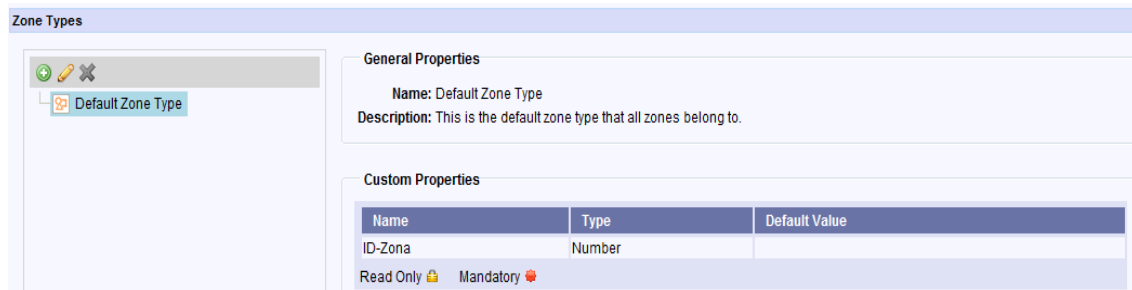 Zone Types
Default Zone Type
General Properties
Name: Default Zone Type
Description: This is the default zone type that all zones belong to.
Custom Properties
Name Type Default Value
ID-Zona Number
Read Only Mandatory